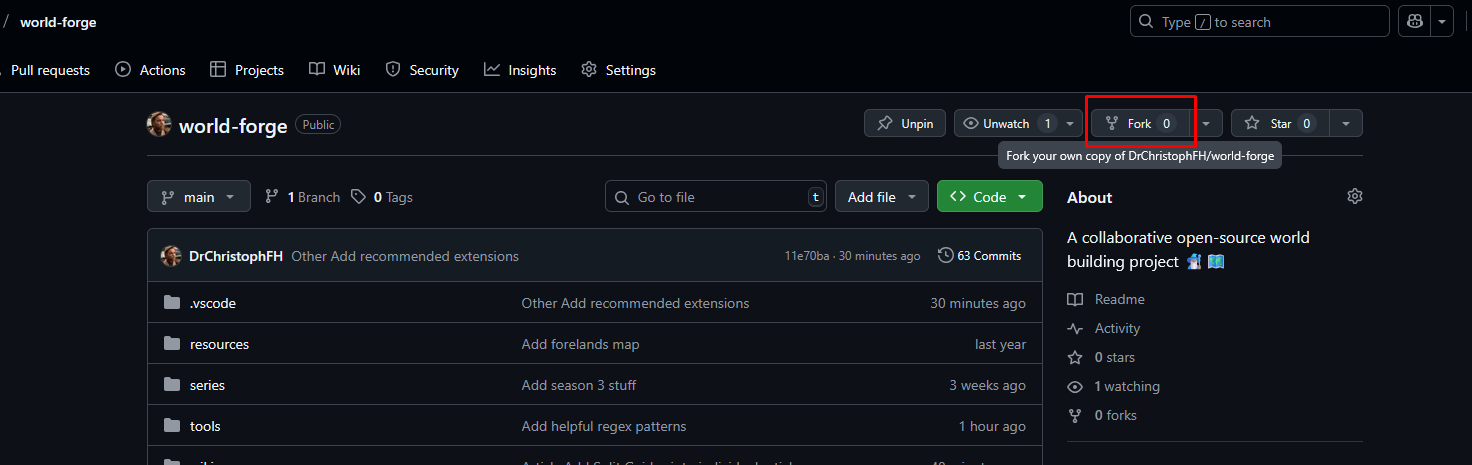 / world-forge
Type / to search
Pull requests Actions Projects Wiki Security Insights Settings
world-forge Public
Unpin Unwatch 1 Fork 0 Star 0
Fork your own copy of DrChristophFH/world-forge
main 1 Branch 0 Tags Go to file t Add file Code
DrChristophFH Other Add recommended extensions 11e70ba · 30 minutes ago 63 Commits
.vscode Other Add recommended extensions 30 minutes ago
resources Add forelands map last year
series Add season 3 stuff 3 weeks ago
tools Add helpful regex patterns 1 hour ago
About
A collaborative open-source world
building project
Readme
Activity
0 stars
1 watching
0 forks